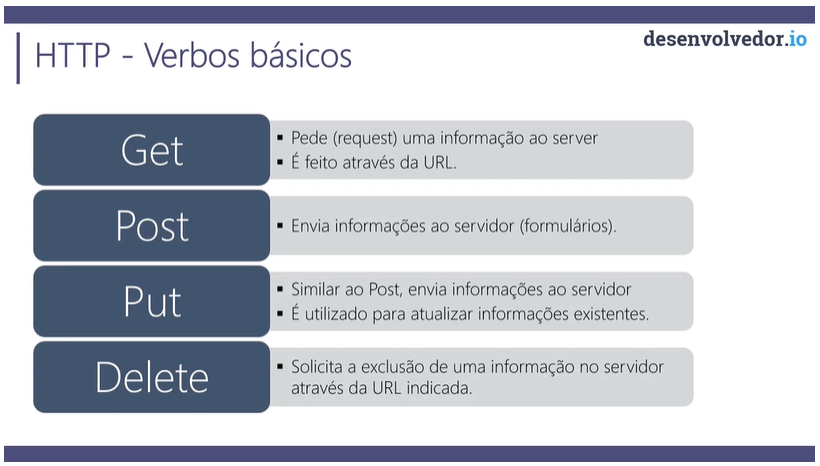 desenvolvedor.io
HTTP - Verbos básicos
Get
▪ Pede (request) uma informação ao server
▪ É feito através da URL.
Post
▪ Envia informações ao servidor (formulários).
Put
▪ Similar ao Post, envia informações ao servidor
▪ É utilizado para atualizar informações existentes.
Delete
▪ Solicita a exclusão de uma informação no servidor
através da URL indicada.